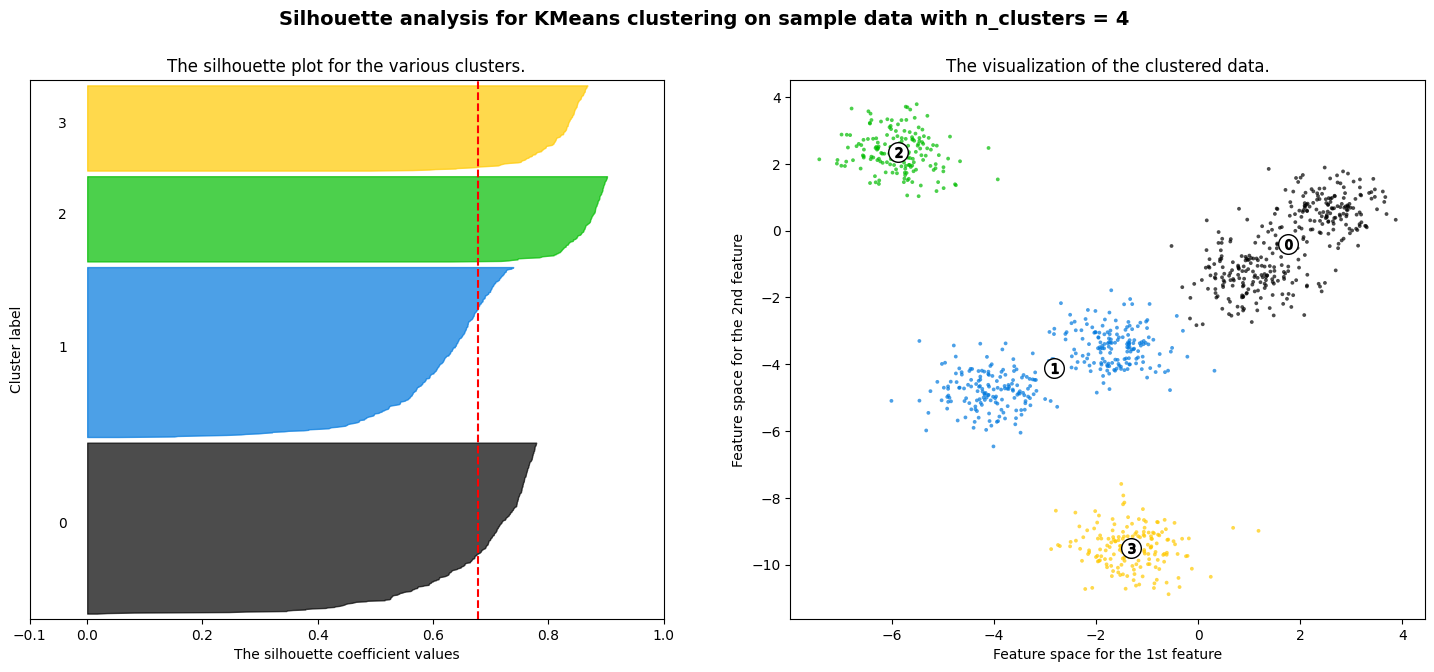 Silhouette analysis for KMeans clustering on sample data with n_clusters = 4
The silhouette plot for the various clusters.
3
2
1
0
Cluster label
−0.1 0.0 0.2 0.4 0.6 0.8 1.0
The silhouette coefficient values
The visualization of the clustered data.
4
2
0
−2
−4
−6
−8
−10
Feature space for the 2nd feature
2
0
1
3
−6 −4 −2 0 2 4
Feature space for the 1st feature